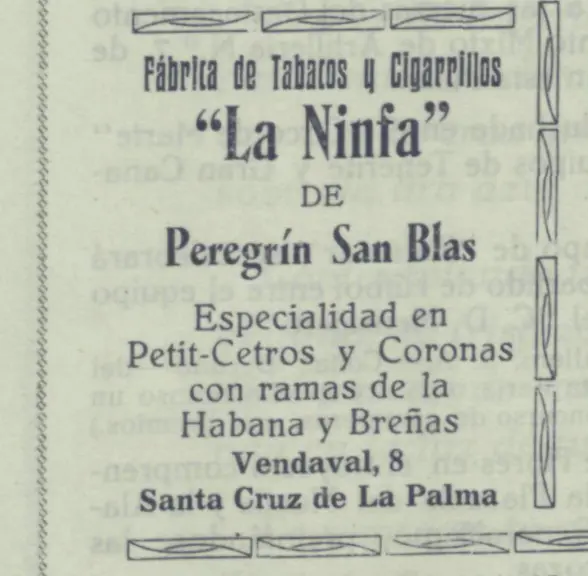 Fábrica de Tabacos y Cigarrillos
“La Ninfa”
DE
Peregrín San Blas
Especialidad en
Petit-Cetros y Coronas
con ramas de la
Habana y Breñas
Vendaval, 8
Santa Cruz de La Palma